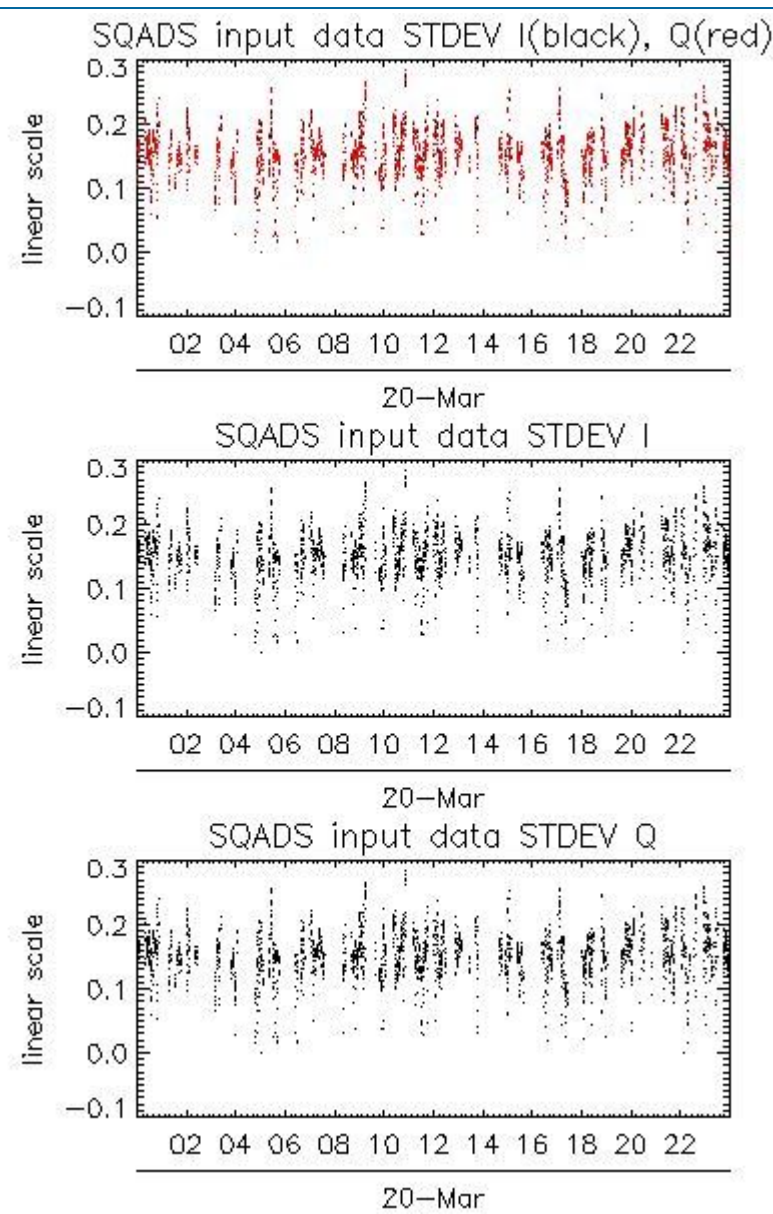 SQADS input data STDEV I(black), Q(red)
0.3
0.2
0.1
0.0
−0.1
linear scale
02 04 06 08 10 12 14 16 18 20 22
20−Mar
SQADS input data STDEV I
0.3
0.2
0.1
0.0
−0.1
linear scale
02 04 06 08 10 12 14 16 18 20 22
20−Mar
SQADS input data STDEV Q
0.3
0.2
0.1
0.0
−0.1
linear scale
02 04 06 08 10 12 14 16 18 20 22
20−Mar